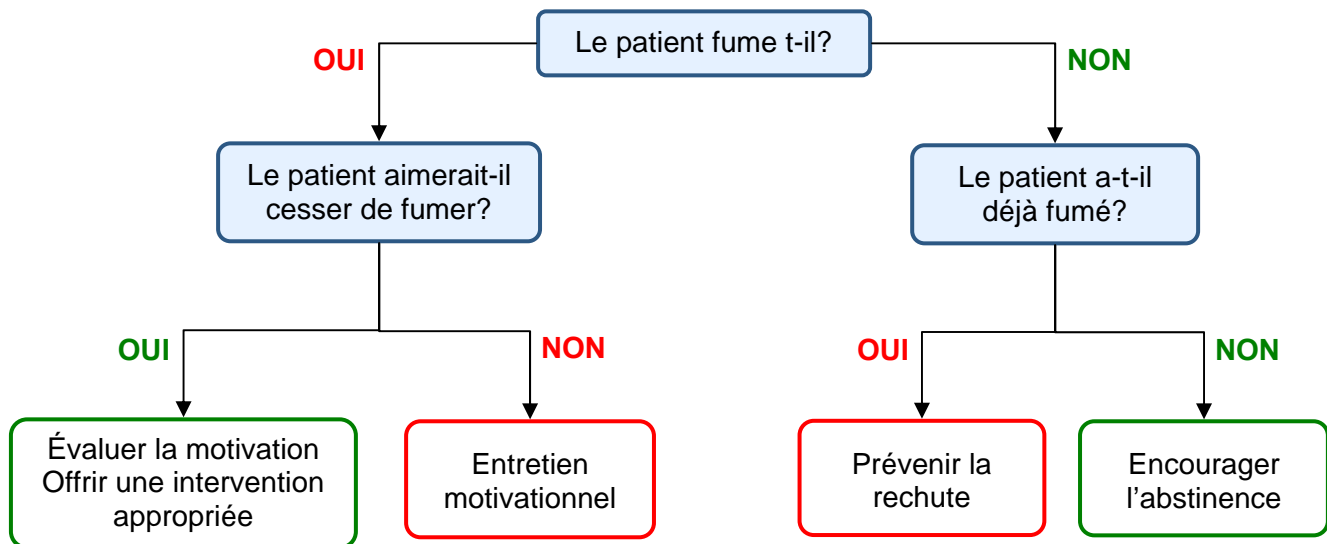 Le patient fume t-il?
OUI
NON
Le patient aimerait-il
cesser de fumer?
Le patient a-t-il
déjà fumé?
OUI
NON
OUI
NON
Évaluer la motivation
Offrir une intervention
appropriée
Entretien
motivationnel
Prévenir la
rechute
Encourager
l’abstinence